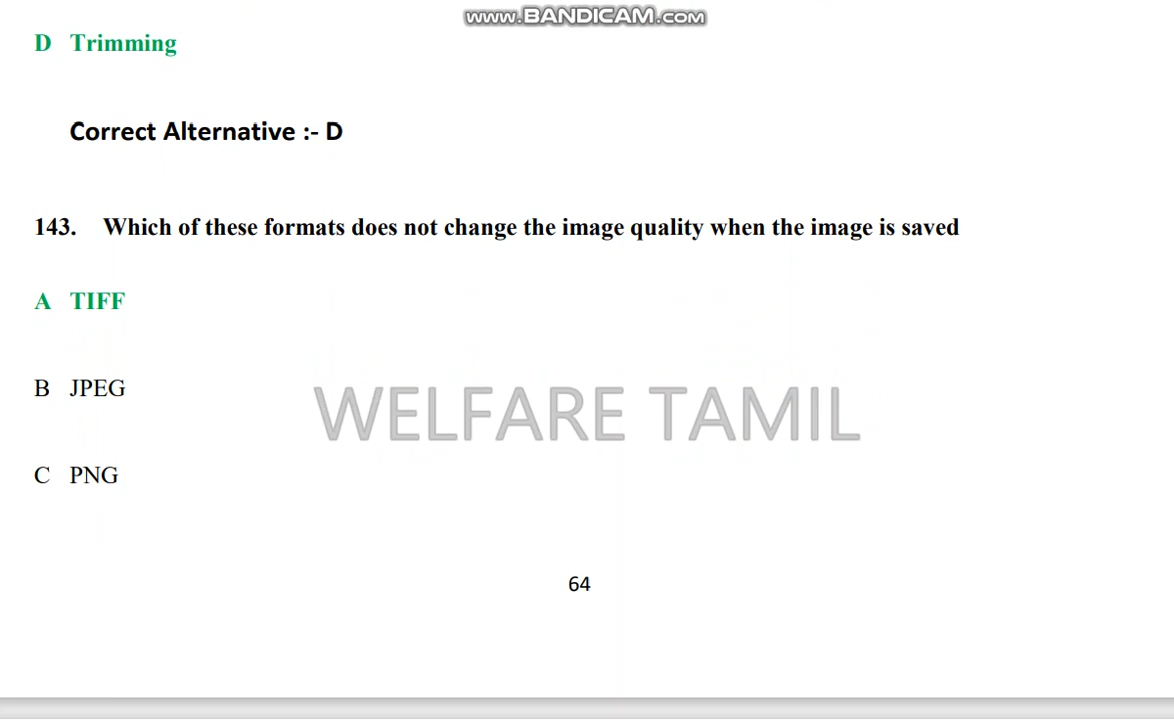 www.BANDICAM.COM
D Trimming
Correct Alternative :- D
143. Which of these formats does not change the image quality when the image is saved
A TIFF
B JPEG
WELFARE TAMIL
C PNG
64